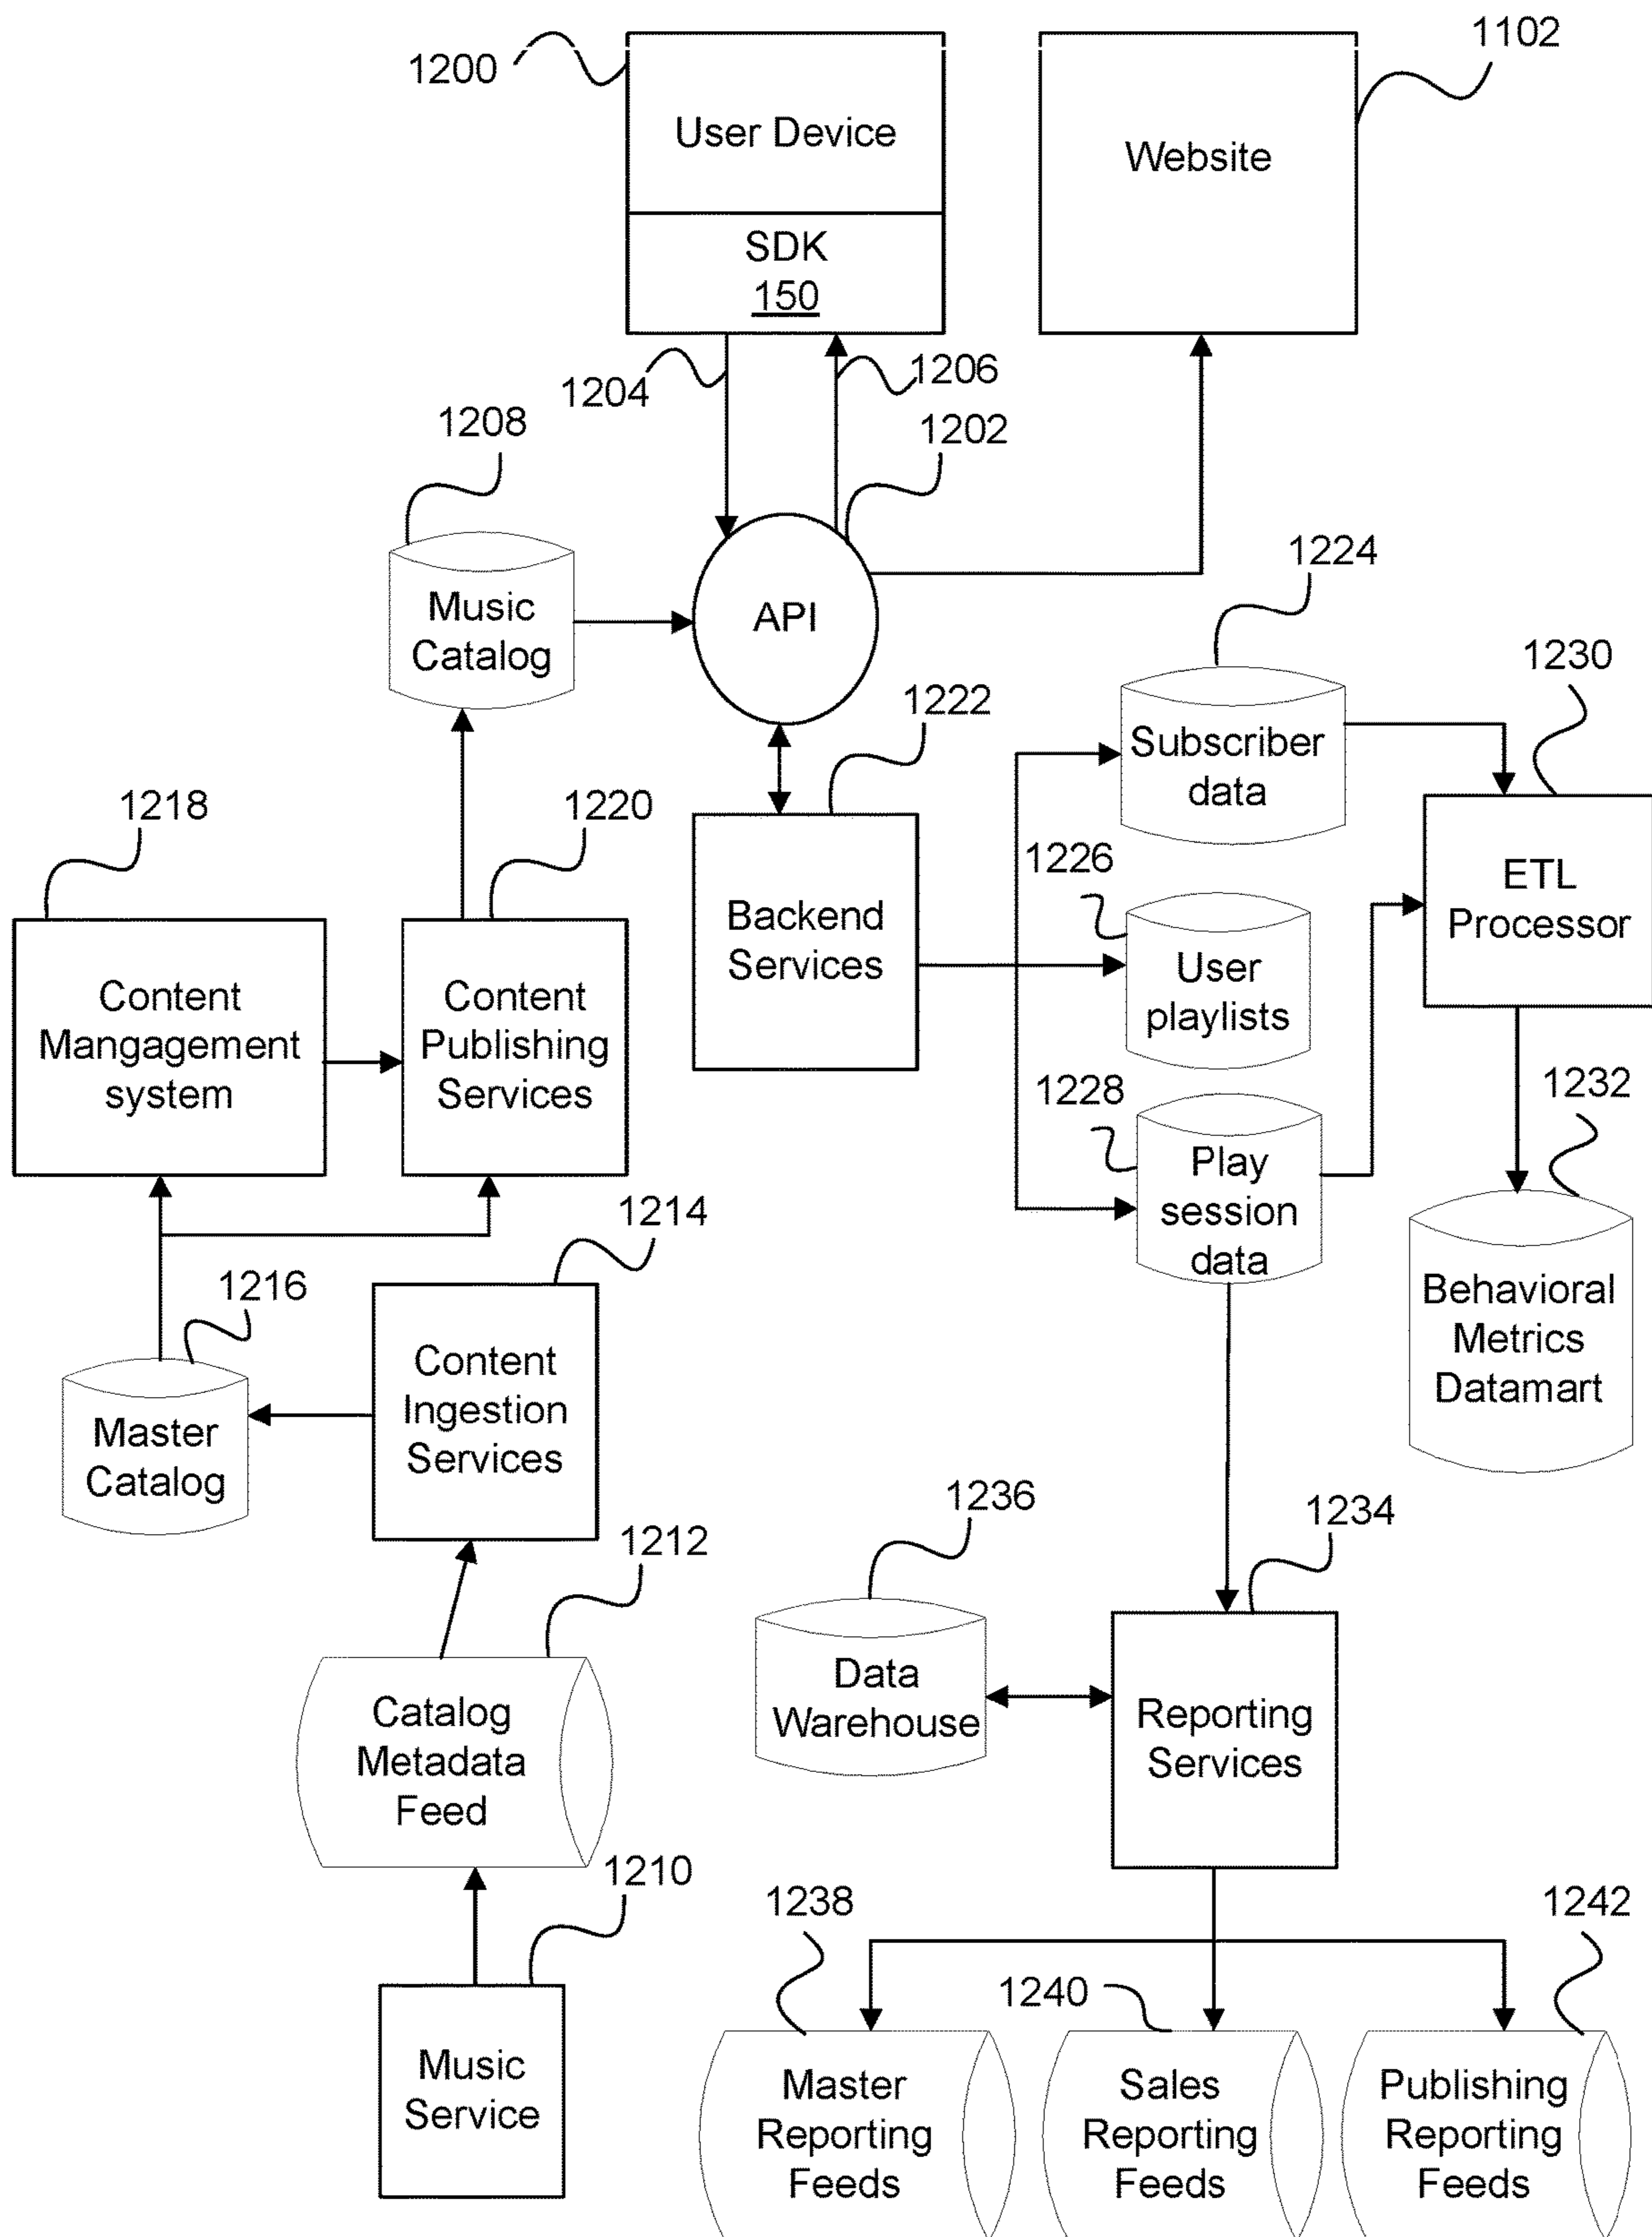 1200
1102
User Device
Website
SDK
150
1204
1206
1208
1202
1224
Music
Catalog
API
1230
1222
Subscriber
data
1218
1220
1226
ETL
Processor
Backend
Services
User
playlists
Content
Mangagement
system
Content
Publishing
Services
1228
1232
Play
session
data
1214
1216
Behavioral
Metrics
Datamart
Content
Ingestion
Services
Master
Catalog
1236
1234
1212
Data
Warehouse
Reporting
Services
Catalog
Metadata
Feed
1210
1238
1242
1240
Music
Service
Master
Reporting
Feeds
Sales
Reporting
Feeds
Publishing
Reporting
Feeds